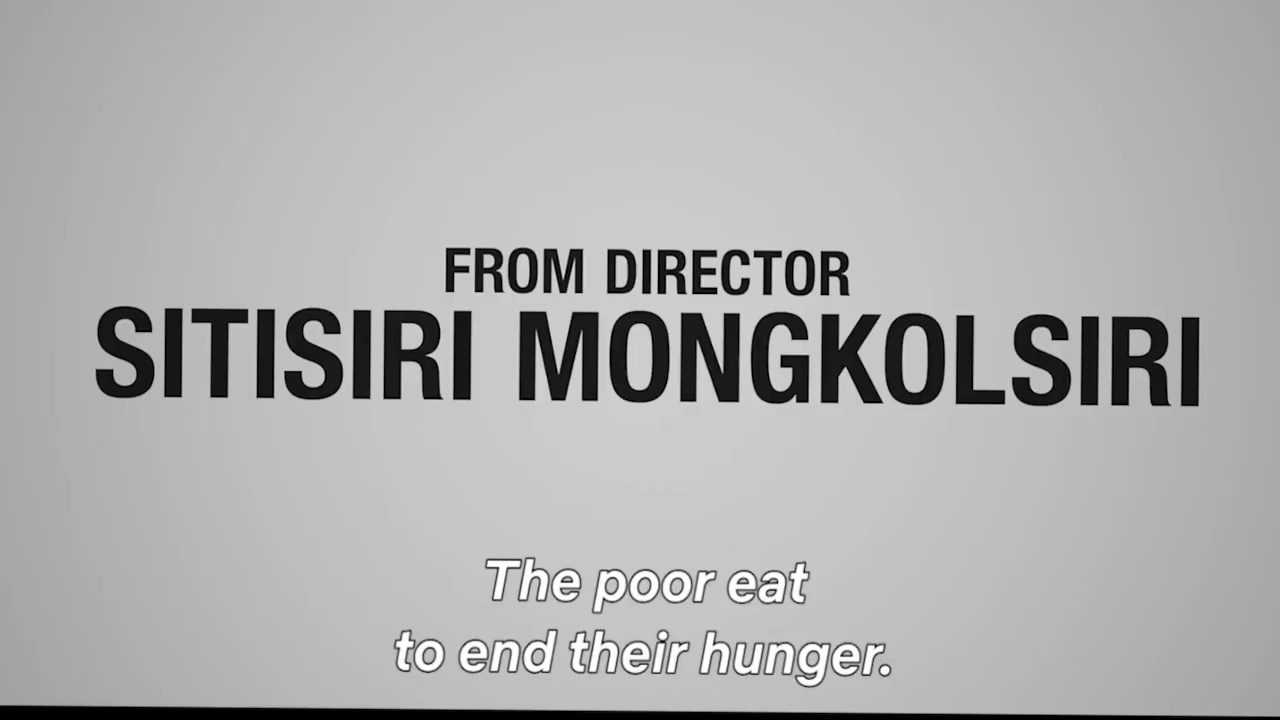 FROM DIRECTOR
SITISIRI MONGKOLSIRI
The poor eat
to end their hunger.